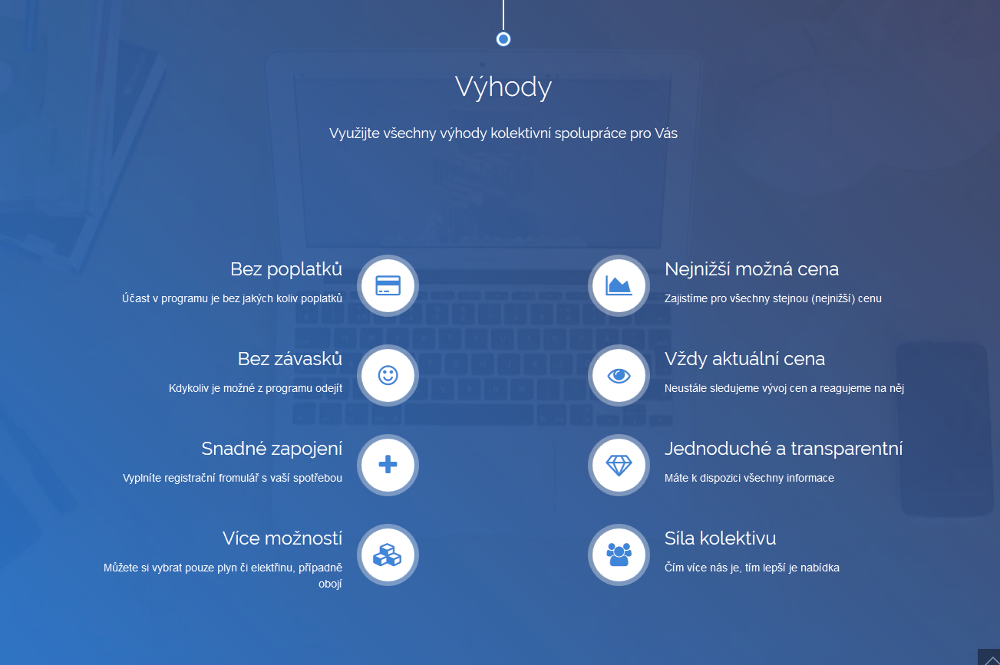 Výhody
Využijte všechny výhody kolektivní spolupráce pro Vás
Bez poplatků
Účast v programu je bez jakých koliv poplatků
Bez závasků
Kdykoliv je možné z programu odejít
Snadné zapojení
Vyplníte registrační fromulář s vaší spotřebou
Více možností
Můžete si vybrat pouze plyn či elektřinu, případně
obojí
Nejnižší možná cena
Zajistíme pro všechny stejnou (nejnižší) cenu
Vždy aktuální cena
Neustále sledujeme vývoj cen a reagujeme na něj
Jednoduché a transparentní
Máte k dispozici všechny informace
Síla kolektivu
Čím více nás je, tím lepší je nabídka